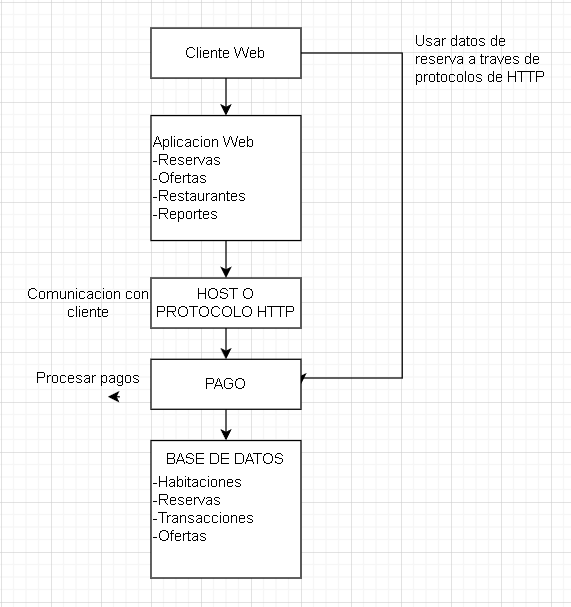 Cliente Web
Usar datos de
reserva a traves de
protocolos de HTTP
Aplicacion Web
-Reservas
-Ofertas
-Restaurantes
-Reportes
Comunicacion con
cliente
HOST O
PROTOCOLO HTTP
Procesar pagos
PAGO
BASE DE DATOS
-Habitaciones
-Reservas
-Transacciones
-Ofertas